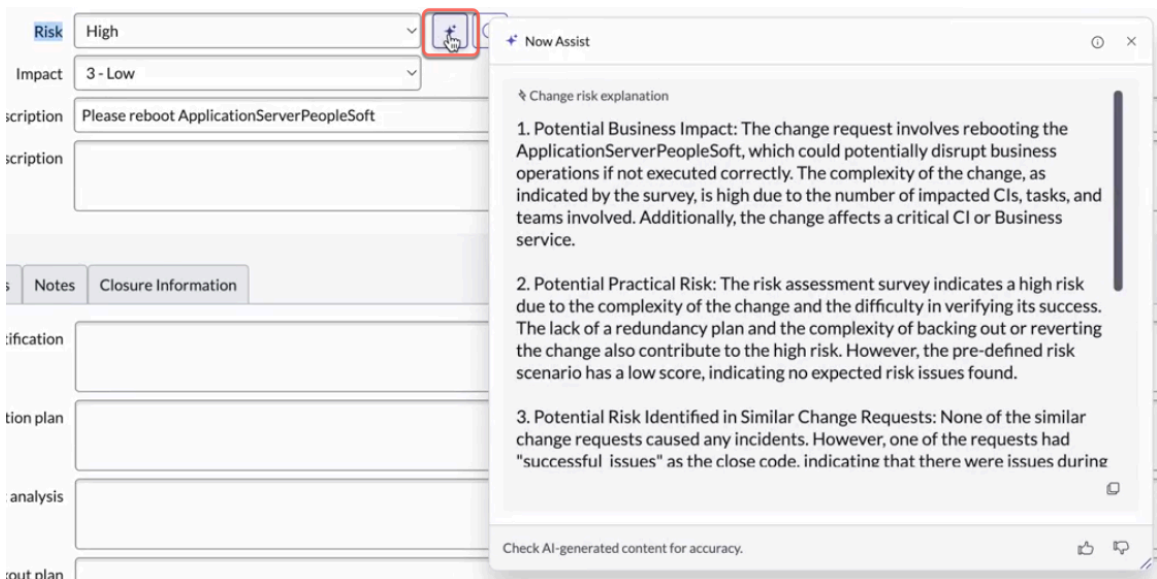 Risk
High
Now Assist
Impact
3 - Low
Change risk explanation
scription
Please reboot ApplicationServerPeopleSoft
scription
1. Potential Business Impact: The change request involves rebooting the
ApplicationServerPeopleSoft, which could potentially disrupt business
operations if not executed correctly. The complexity of the change, as
indicated by the survey, is high due to the number of impacted CIs, tasks, and
teams involved. Additionally, the change affects a critical CI or Business
service.
2. Potential Practical Risk: The risk assessment survey indicates a high risk
due to the complexity of the change and the difficulty in verifying its success.
The lack of a redundancy plan and the complexity of backing out or reverting
the change also contribute to the high risk. However, the pre-defined risk
scenario has a low score, indicating no expected risk issues found.
3. Potential Risk Identified in Similar Change Requests: None of the similar
change requests caused any incidents. However, one of the requests had
"successful_issues" as the close code, indicating that there were issues during
s
Notes
Closure Information
tification
tion plan
analysis
kout plan
Check AI-generated content for accuracy.